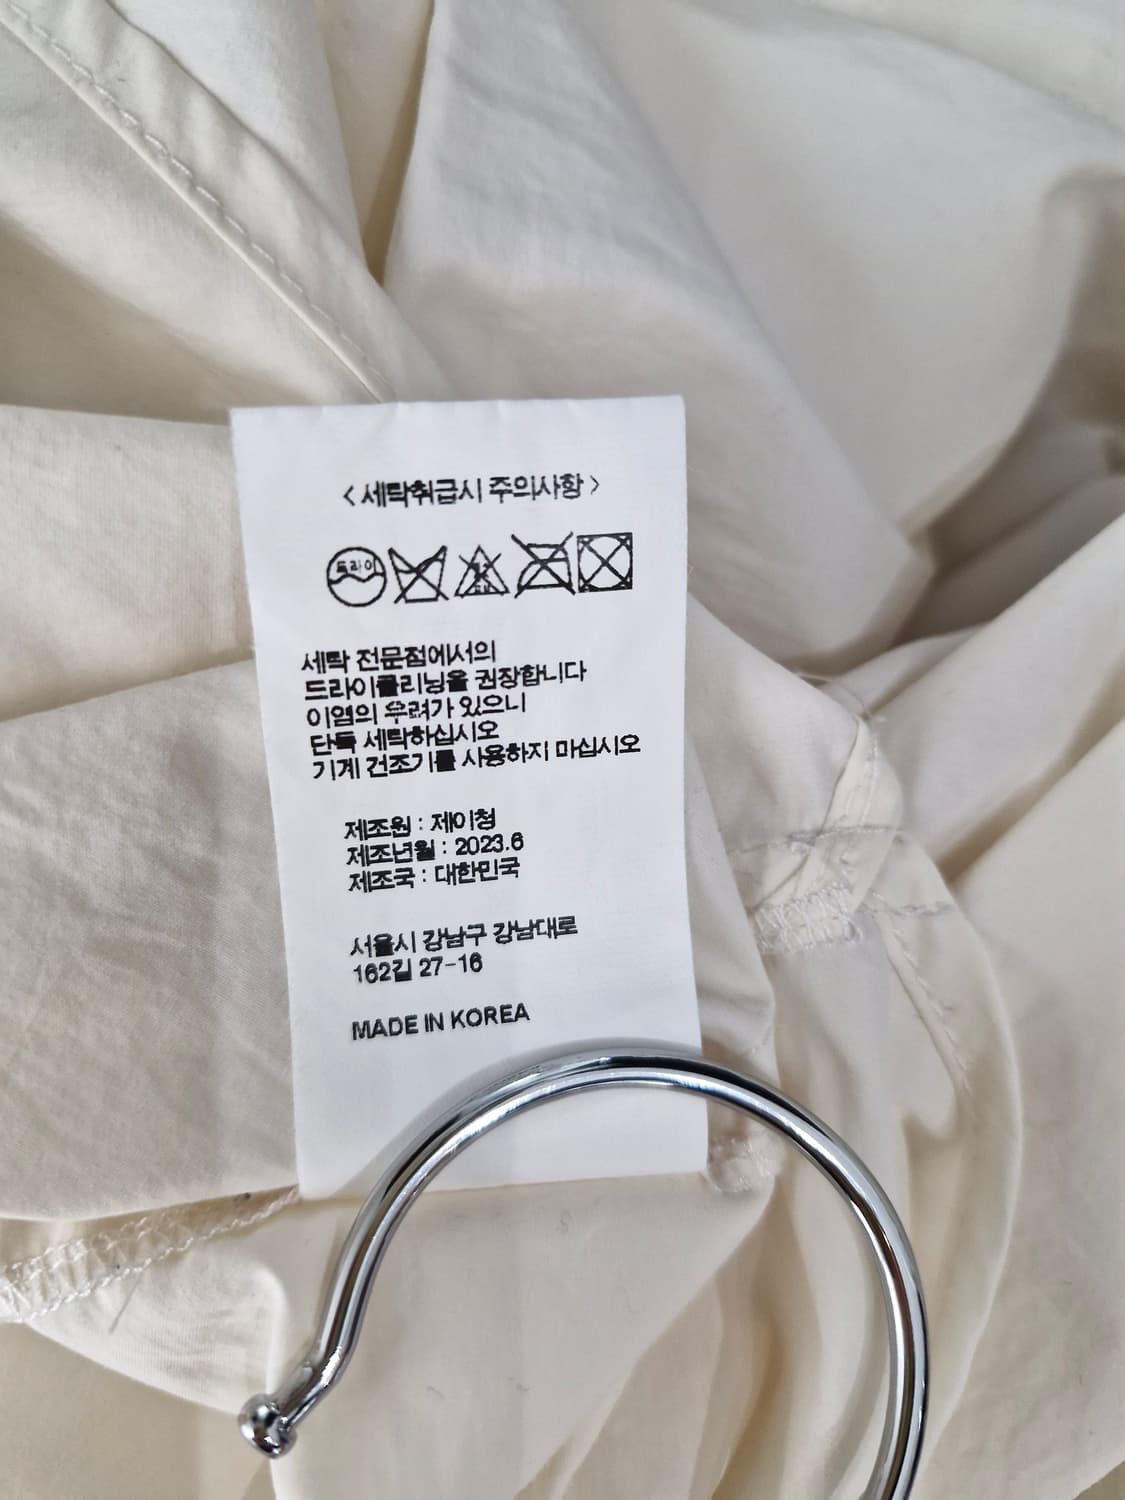 < 세탁취급시 주의사항 >
드라이
세탁 전문점에서의
드라이클리닝을 권장합니다
이염의 우려가 있으니
단독 세탁하십시오
기계 건조기를 사용하지 마십시오
제조원 : 제이청
제조년월 : 2023.6
제조국 : 대한민국
서울시 강남구 강남대로
162길 27-16
MADE IN KOREA